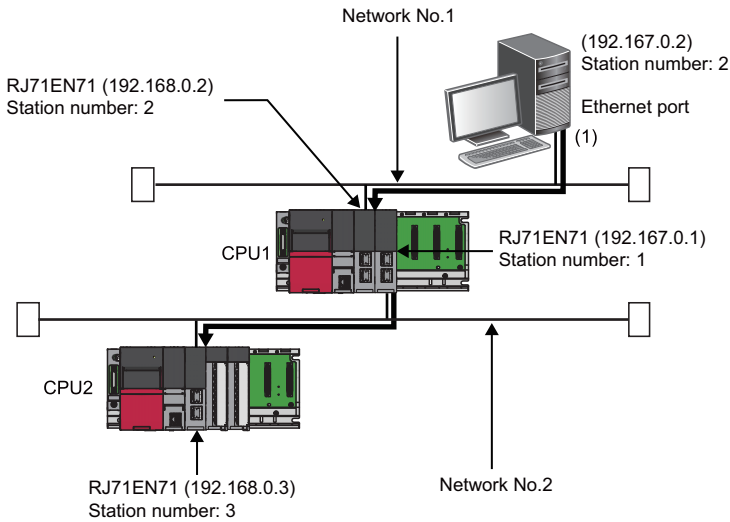 Network No.1
(192.167.0.2)
Station number: 2
Ethernet port
(1)
RJ71EN71 (192.168.0.2)
Station number: 2
CPU1
RJ71EN71 (192.167.0.1)
Station number: 1
CPU2
RJ71EN71 (192.168.0.3)
Station number: 3
Network No.2